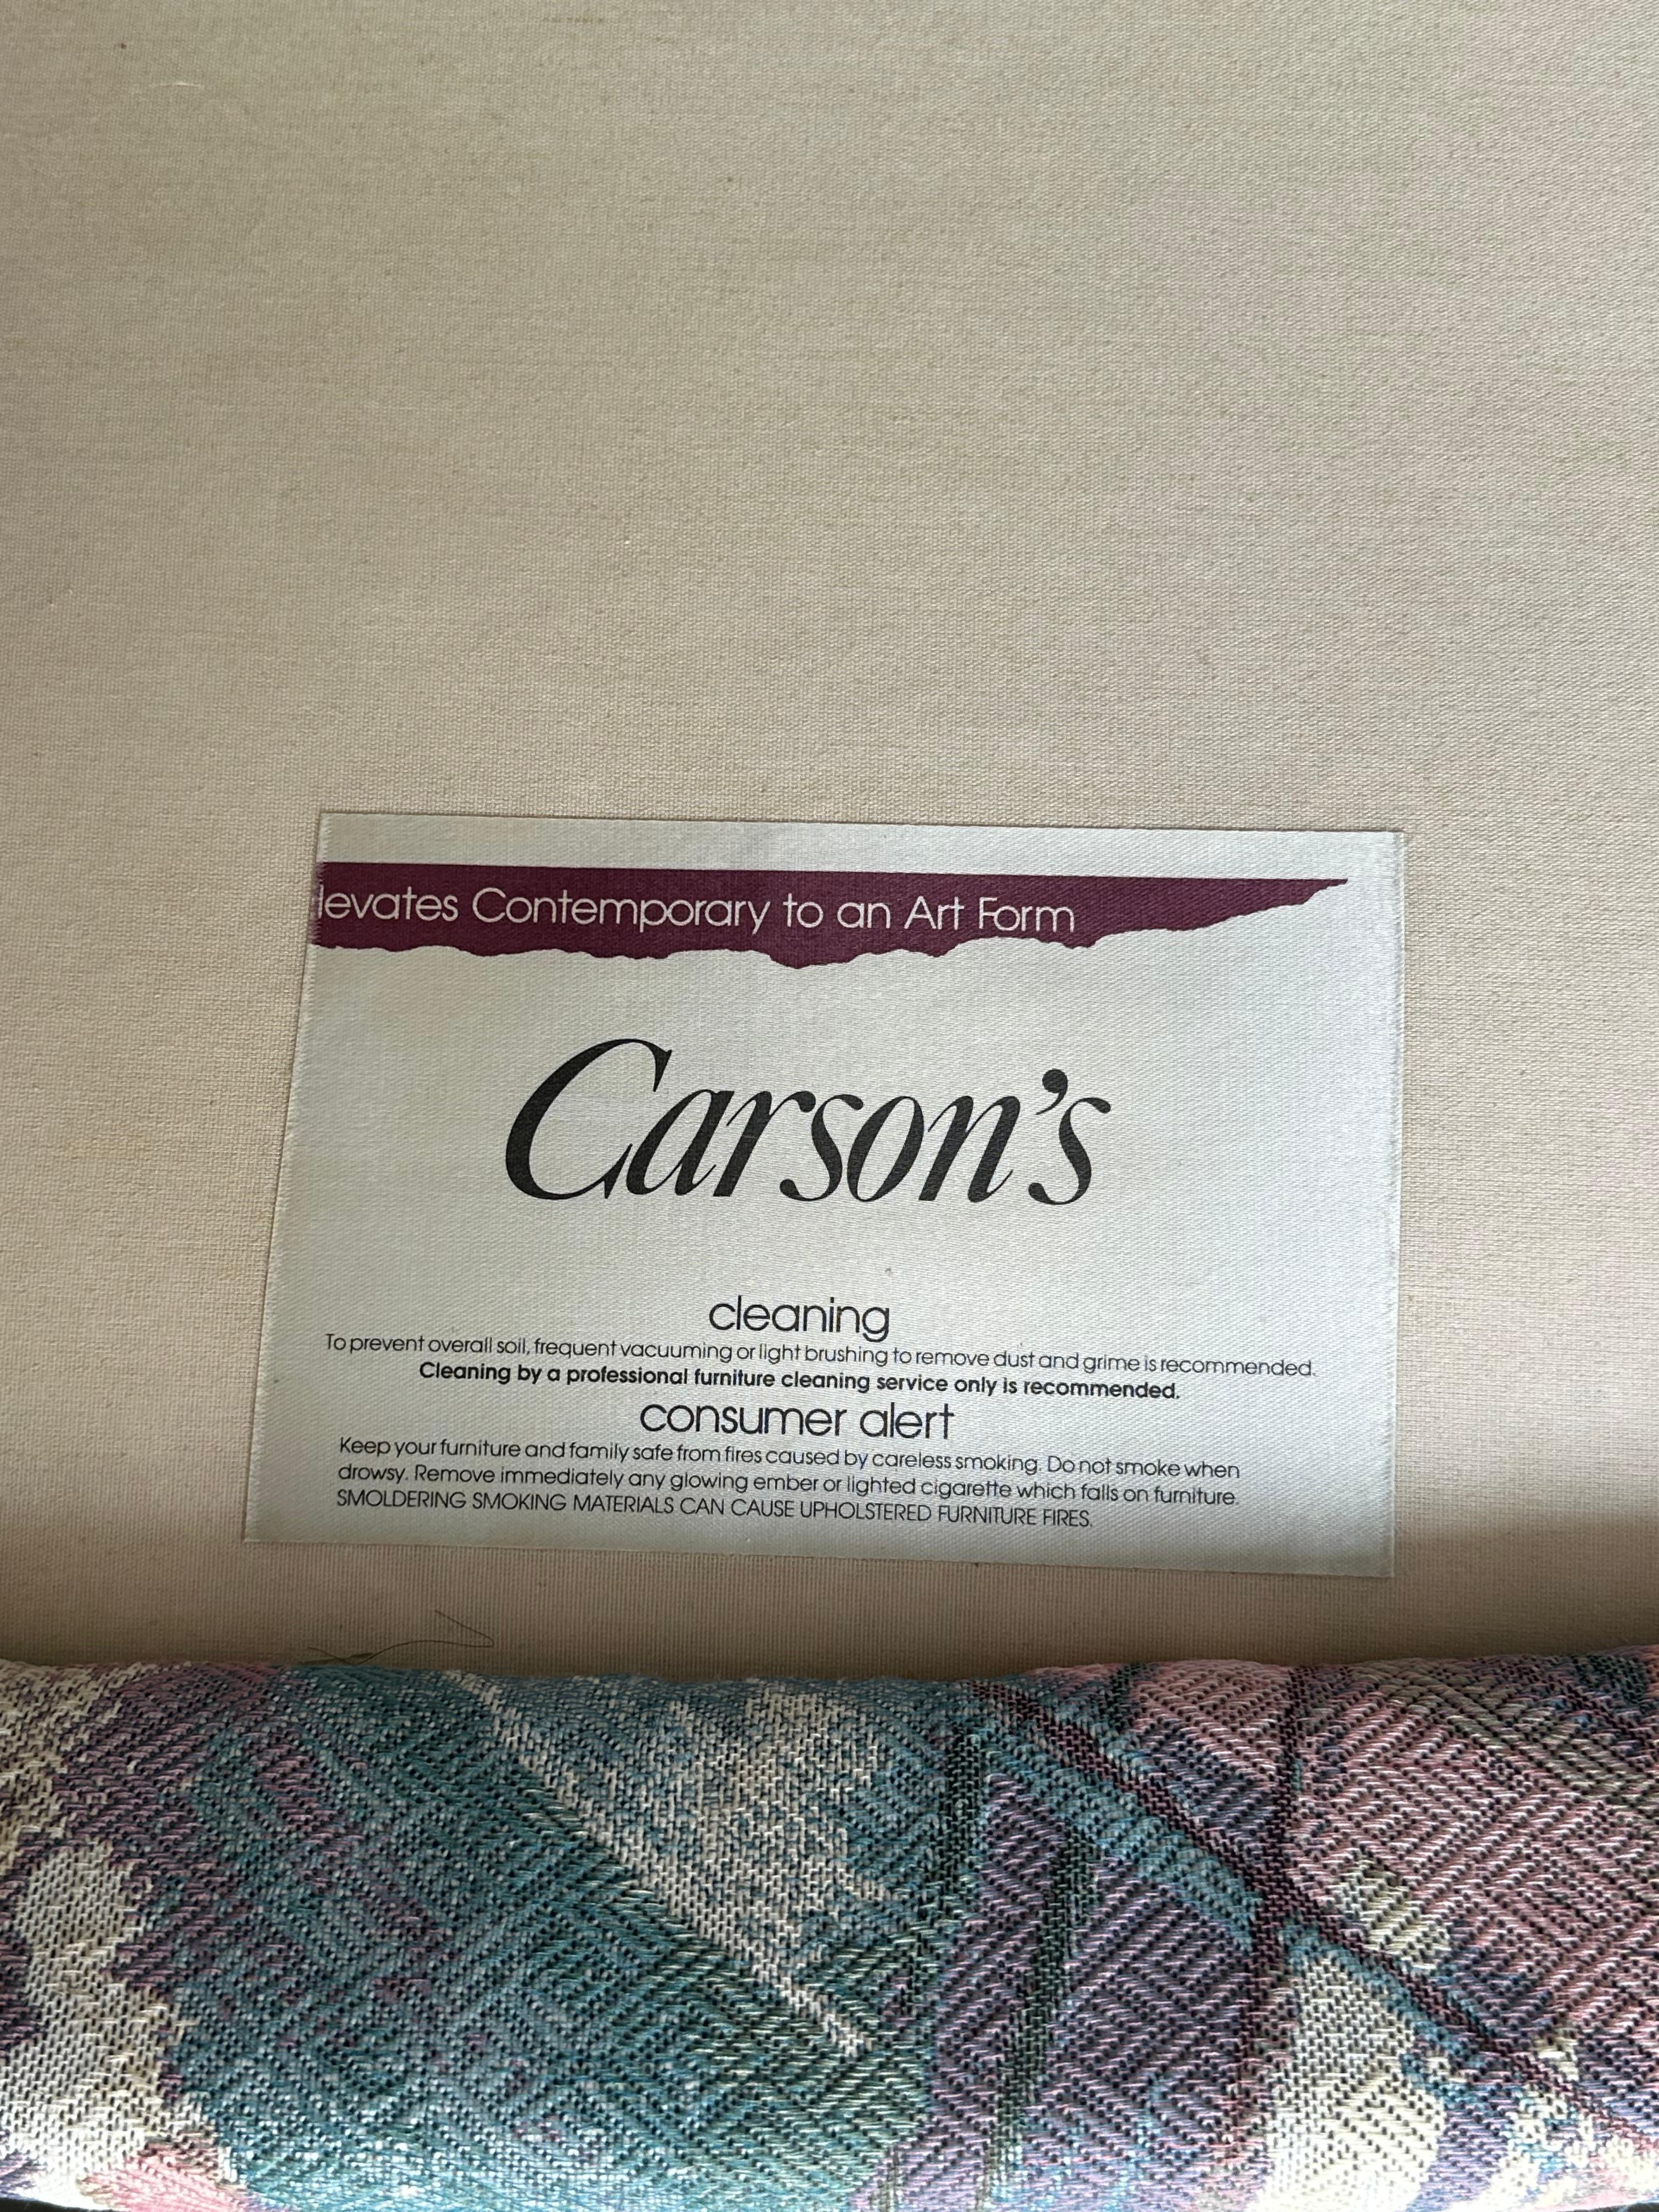 levates Contemporary to an Art Form
Carson's
cleaning
To prevent overall soil, frequent vacuuming or light brushing to remove dust and grime is recommended.
Cleaning by a professional furniture cleaning service only is recommended.
consumer alert
Keep your furniture and family safe from fires caused by careless smoking. Do not smoke when
drowsy. Remove immediately any glowing ember or lighted cigarette which falls on furniture.
SMOLDERING SMOKING MATERIALS CAN CAUSE UPHOLSTERED FURNITURE FIRES.